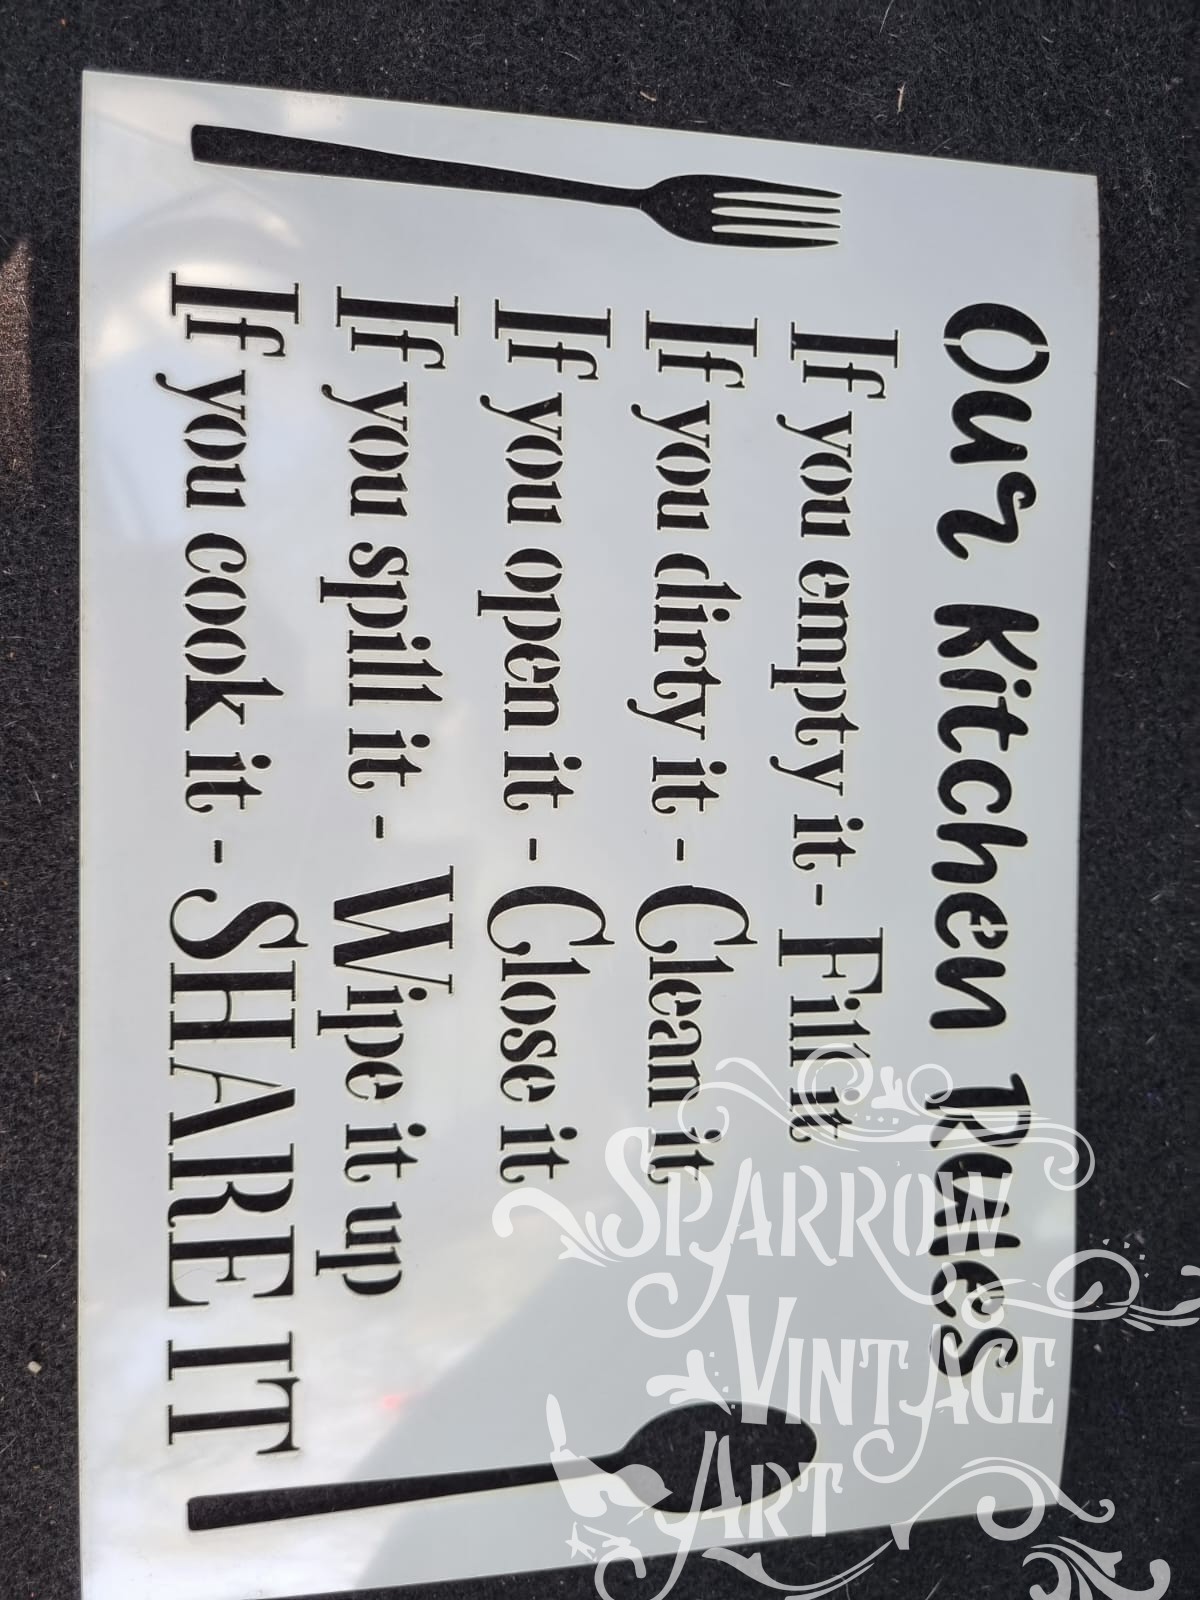 Our Kitchen Rules
If you empty it- Fill it
If you dirty it - Clean it
If you open it - Close it
If you spill it - Wipe it up
If you cook it - SHARE IT
SPARROW
VINTAGE
ART